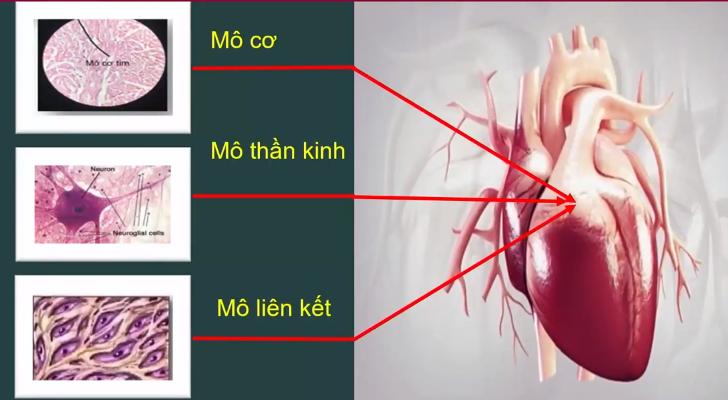 Mô cơ
Mô cơ tim
Mô thần kinh
Neuron
Neuroglial cells
Mô liên kết